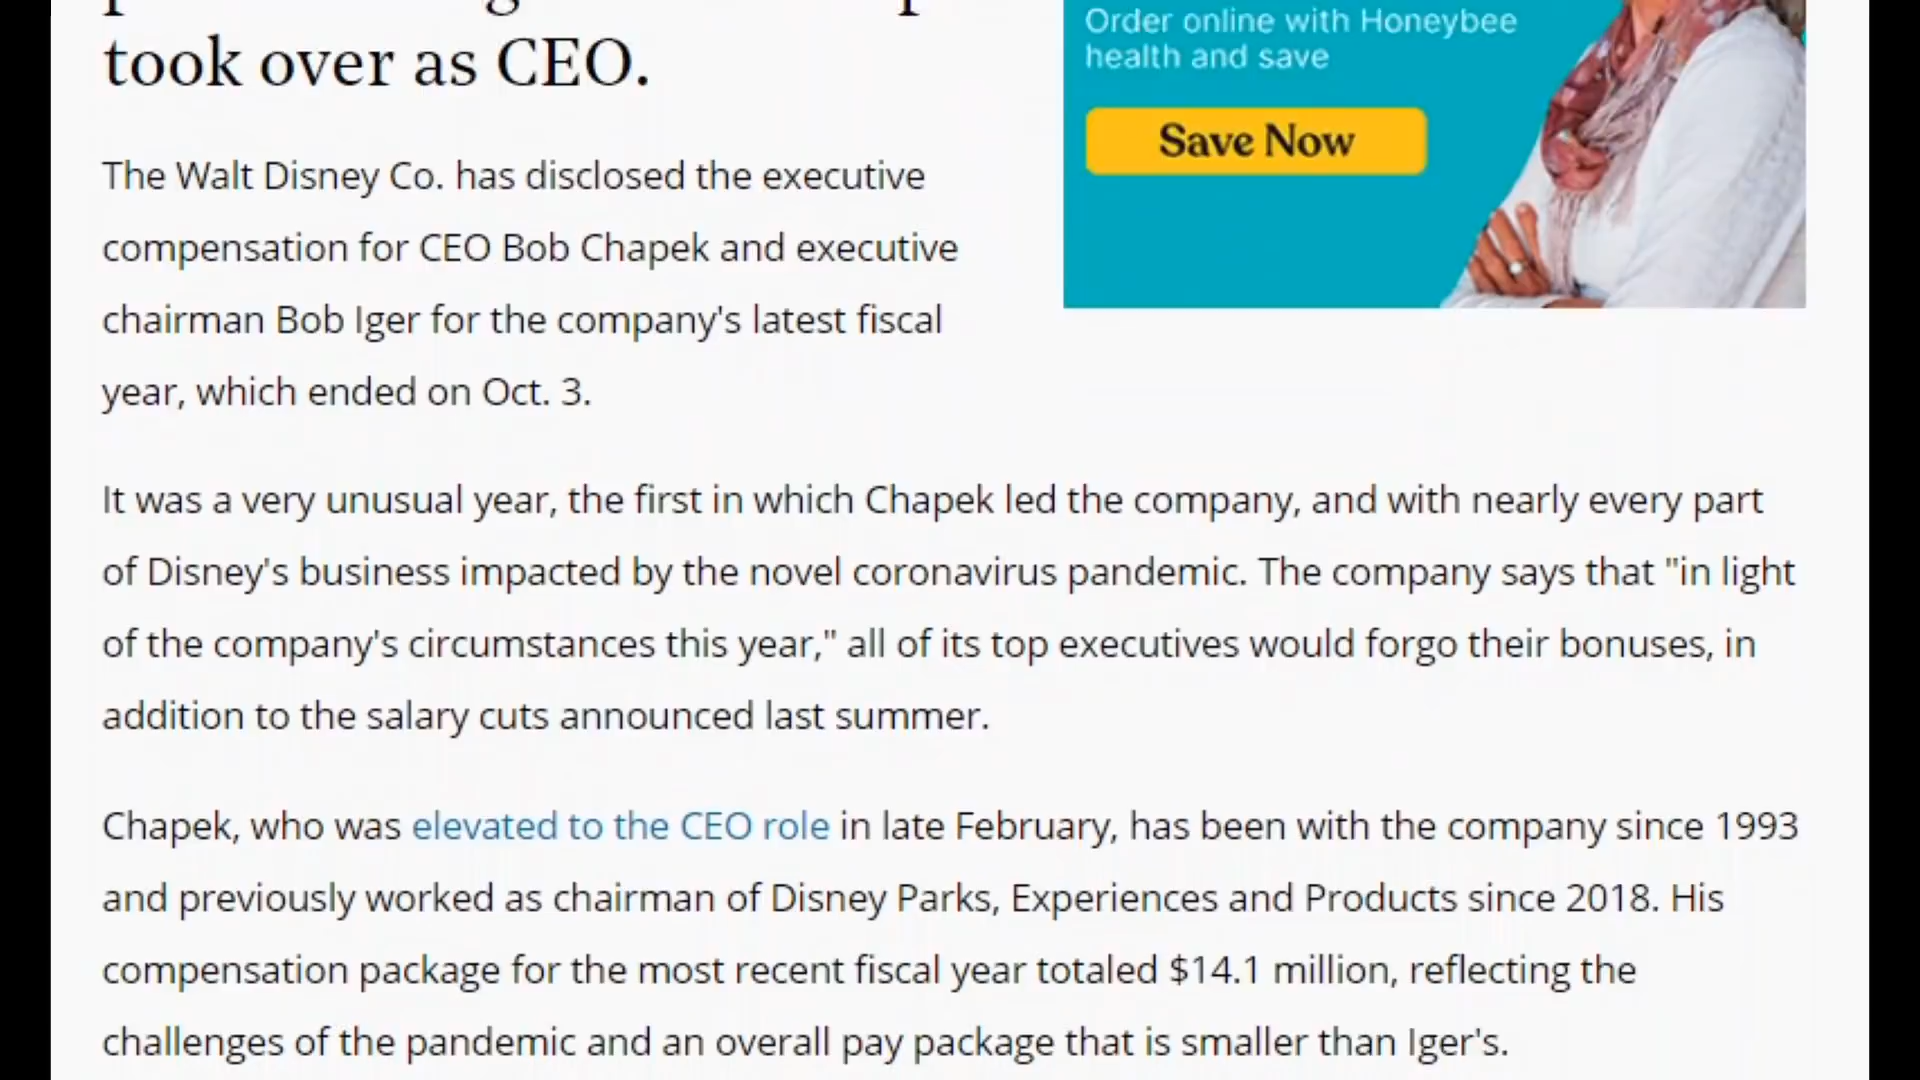 took over as CEO.
The Walt Disney Co. has disclosed the executive
compensation for CEO Bob Chapek and executive
chairman Bob Iger for the company's latest fiscal
year, which ended on Oct. 3.
Order online with Honeybee
health and save
Save Now
It was a very unusual year, the first in which Chapek led the company, and with nearly every part
of Disney's business impacted by the novel coronavirus pandemic. The company says that "in light
of the company's circumstances this year," all of its top executives would forgo their bonuses, in
addition to the salary cuts announced last summer.
Chapek, who was elevated to the CEO role in late February, has been with the company since 1993
and previously worked as chairman of Disney Parks, Experiences and Products since 2018. His
compensation package for the most recent fiscal year totaled $14.1 million, reflecting the
challenges of the pandemic and an overall pay package that is smaller than Iger's.